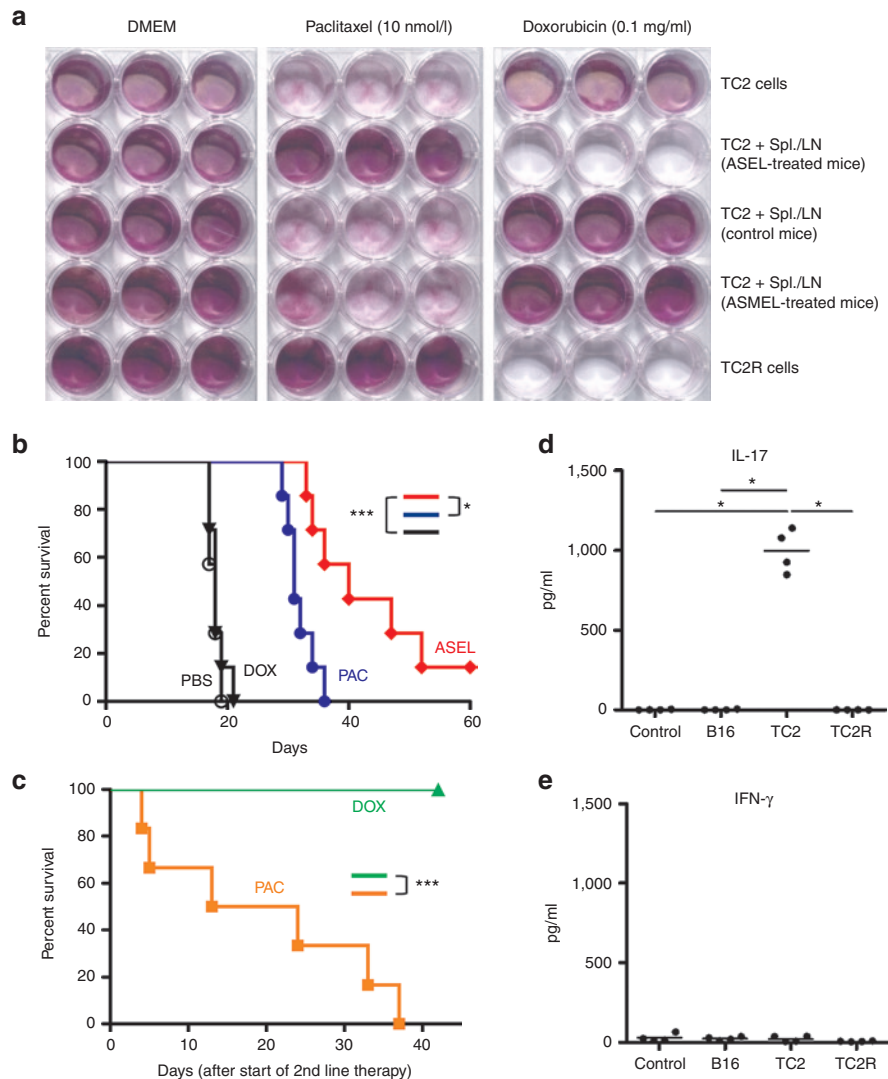 a
DMEM
Paclitaxel (10 nmol/l)
Doxorubicin (0.1 mg/ml)
TC2 cells
TC2 + Spl./LN
(ASEL-treated mice)
TC2 + Spl./LN
(control mice)
TC2 + Spl./LN
(ASMEL-treated mice)
TC2R cells
b
100
80
60
40
20
0
Percent survival
***
*
PBS
DOX
PAC
ASEL
0
20
40
60
Days
c
100
80
60
40
20
0
Percent survival
DOX
PAC
***
0
10
20
30
40
Days (after start of 2nd line therapy)
d
IL-17
1,500
1,000
500
0
pg/ml
*
*
*
Control
B16
TC2
TC2R
e
IFN-γ
1,500
1,000
500
0
pg/ml
Control
B16
TC2
TC2R